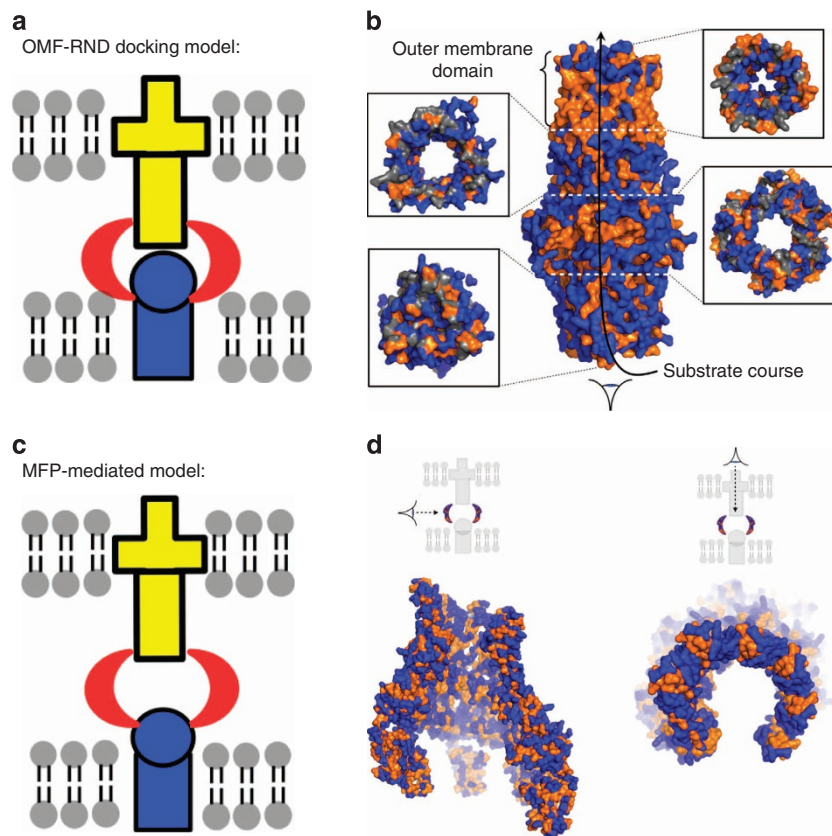 a
OMF-RND docking model:
b
Outer membrane
domain
Substrate course
c
MFP-mediated model:
d